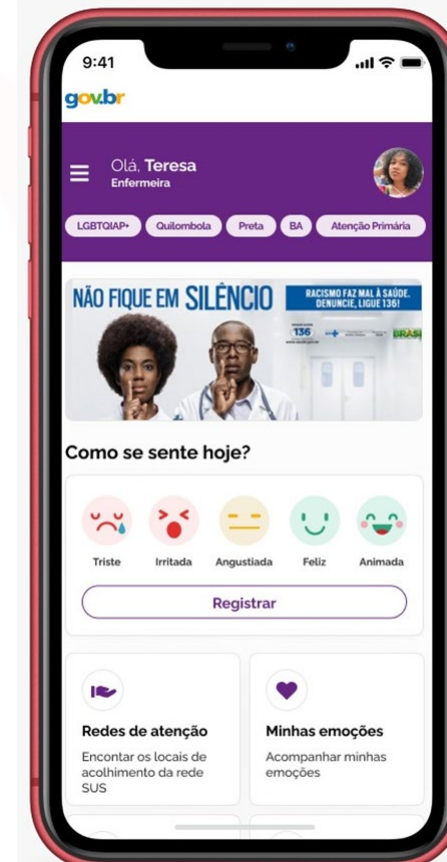 9:41
gov.br
Olá, Teresa
Enfermeira
LGBTQIAP+ Quilombola Preta BA Atenção Primária
NÃO FIQUE EM SILÊNCIO
RACISMO FAZ MAL À SAÚDE.
DENUNCIE, LIGUE 136!
136
BRASI
Como se sente hoje?
Triste Irritada Angustiada Feliz Animada
Registrar
Redes de atenção
Encontar os locais de
acolhimento da rede
SUS
Minhas emoções
Acompanhar minhas
emoções